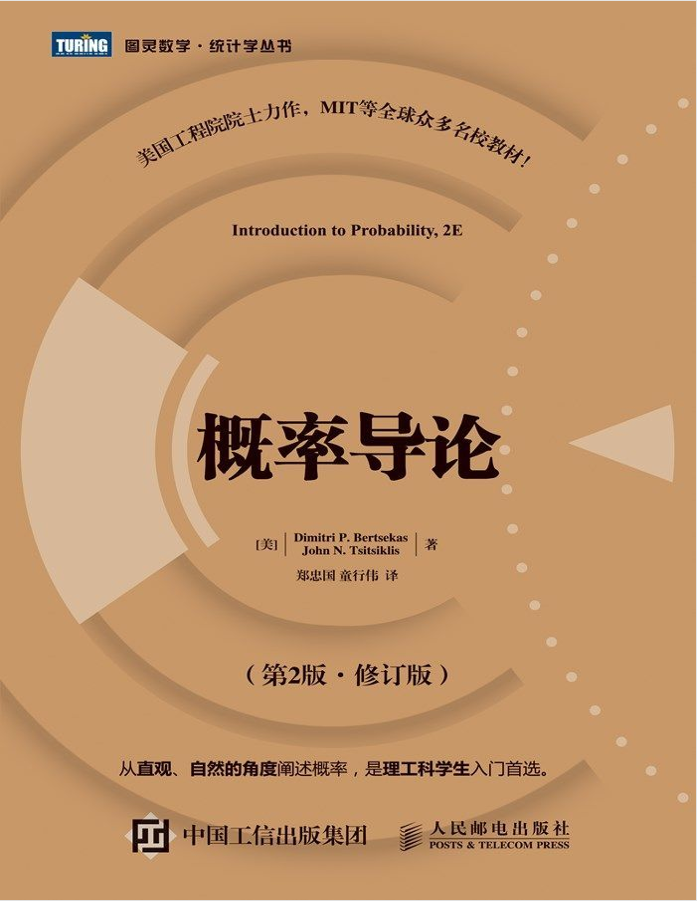 TURING 图灵数学·统计学丛书
美国工程院院士力作，MIT等全球众多名校教材！
Introduction to Probability, 2E
概率导论
[美] Dimitri P. Bertsekas
John N. Tsitsiklis 著
郑忠国 童行伟 译
（第2版·修订版）
从直观、自然的角度阐述概率，是理工科学生入门首选。
中国工信出版集团 人民邮电出版社
POSTS & TELECOM PRESS